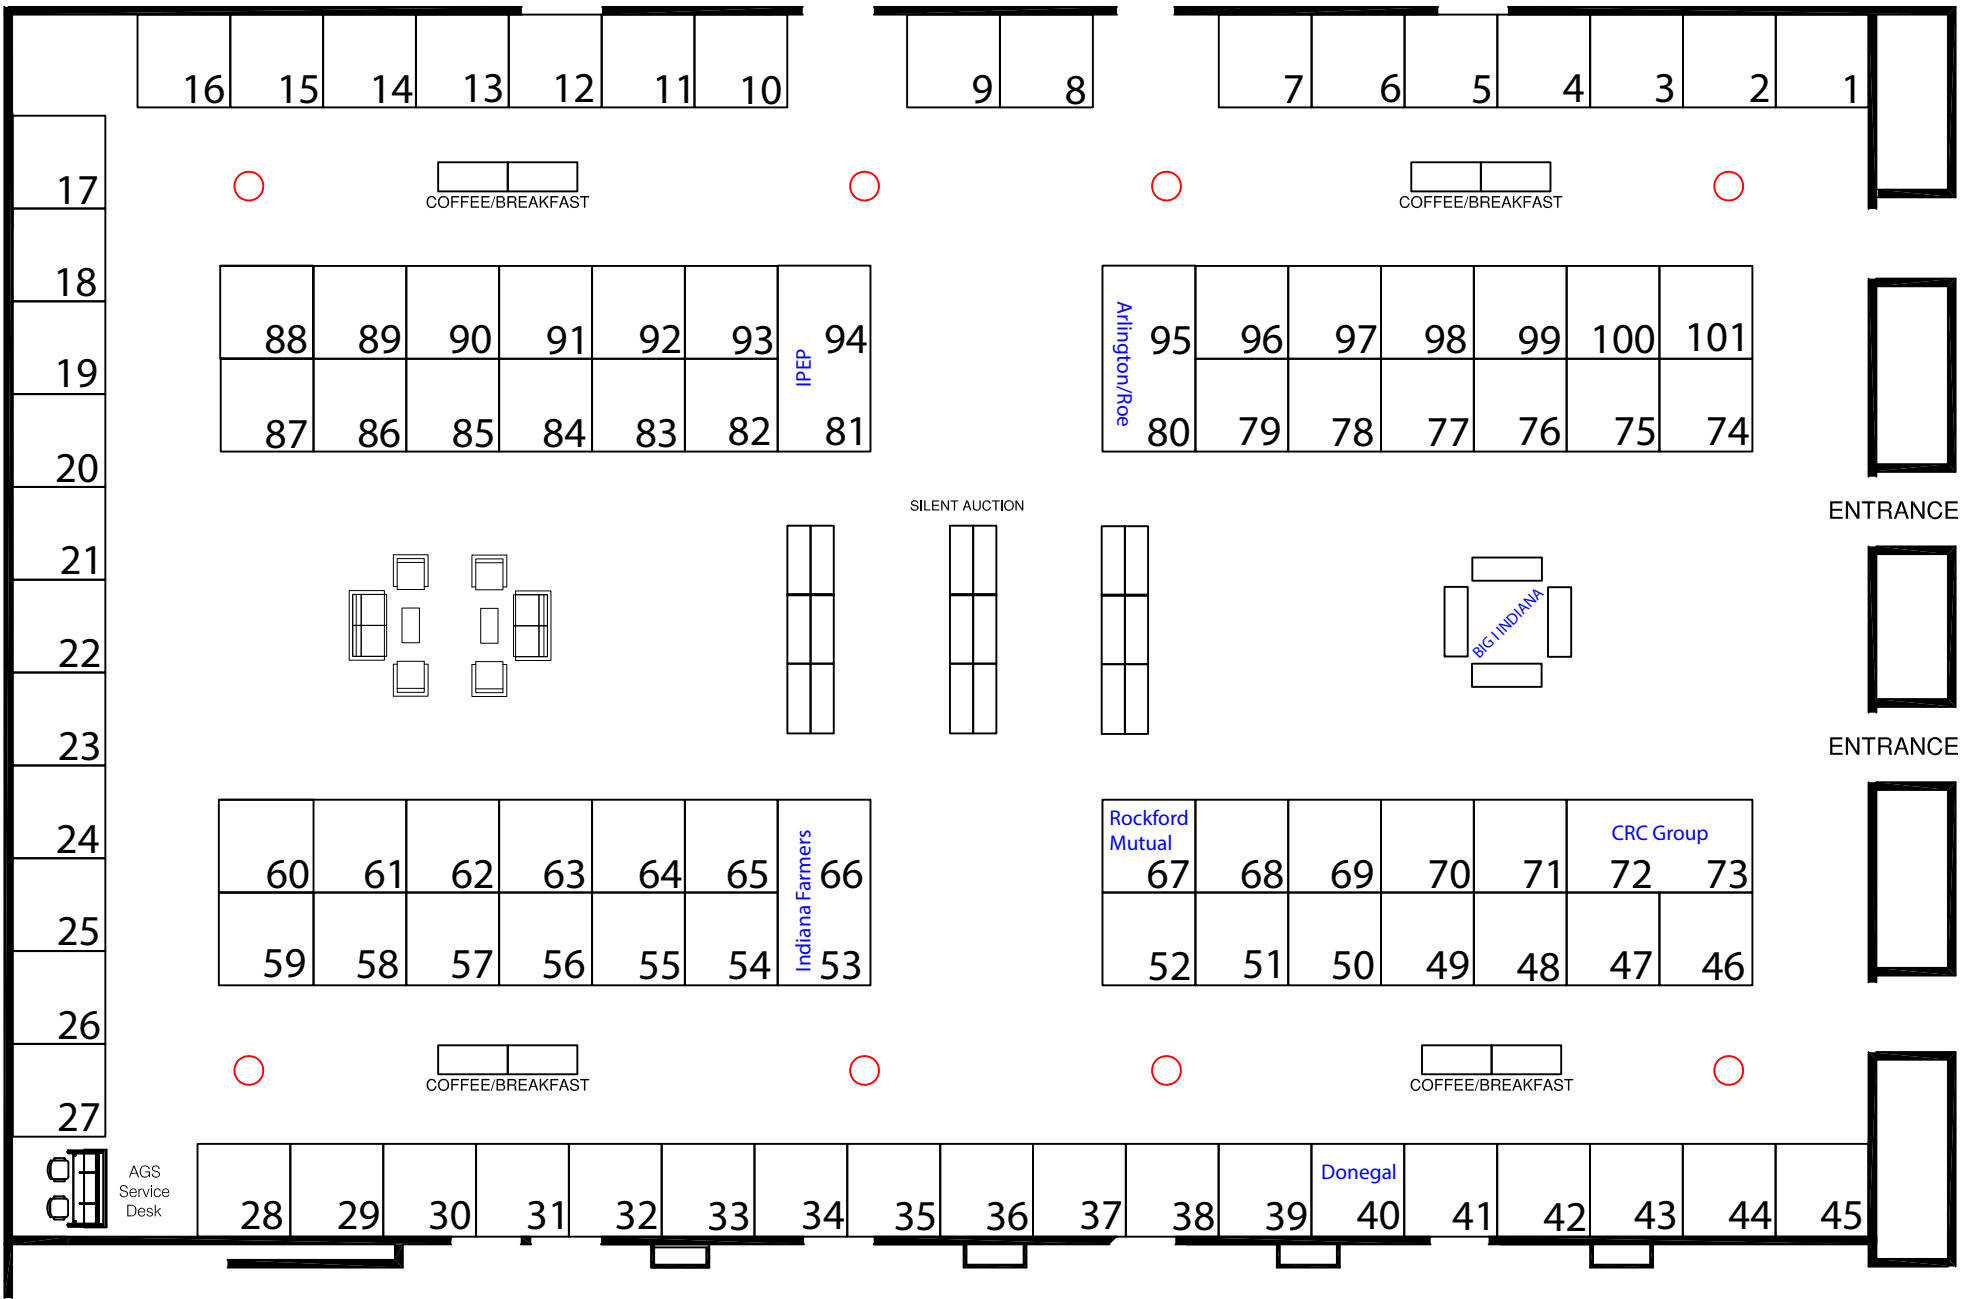 16 15 14 13 12 11 10 9 8 7 6 5 4 3 2 1
17
COFFEE/BREAKFAST
COFFEE/BREAKFAST
18
19
20
21
22
23
24
25
26
27
88 89 90 91 92 93 94
IPEP
87 86 85 84 83 82 81
Arlington/Roe
95 96 97 98 99 100 101
80 79 78 77 76 75 74
SILENT AUCTION
ENTRANCE
BIG I INDIANA
ENTRANCE
60 61 62 63 64 65 66
Indiana Farmers
59 58 57 56 55 54 53
Rockford
Mutual
CRC Group
67 68 69 70 71 72 73
52 51 50 49 48 47 46
COFFEE/BREAKFAST
COFFEE/BREAKFAST
AGS
Service
Desk
Donegal
28 29 30 31 32 33 34 35 36 37 38 39 40 41 42 43 44 45